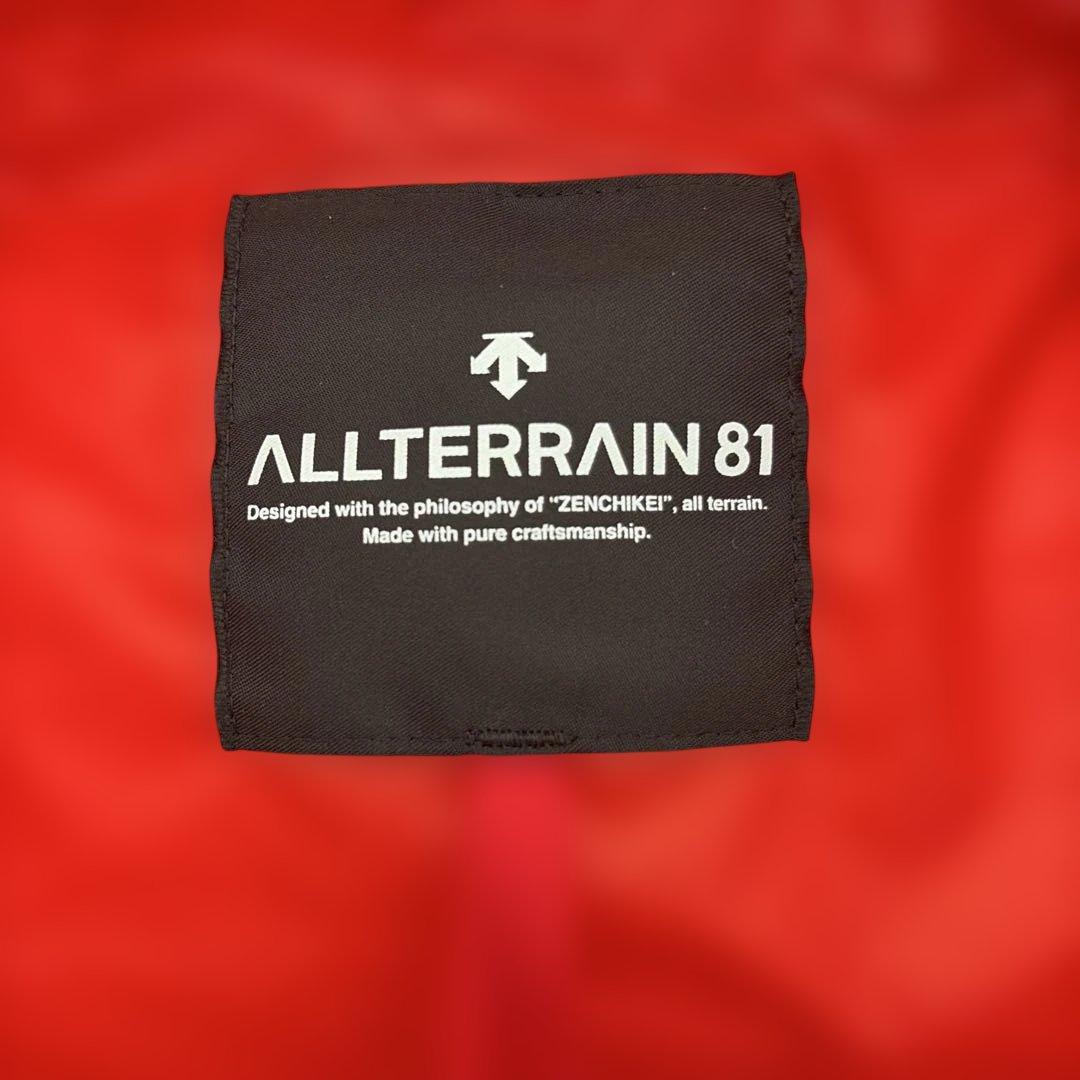 ALLTERRAIN 81
Designed with the philosophy of “ZENCHIKEI”, all terrain.
Made with pure craftsmanship.